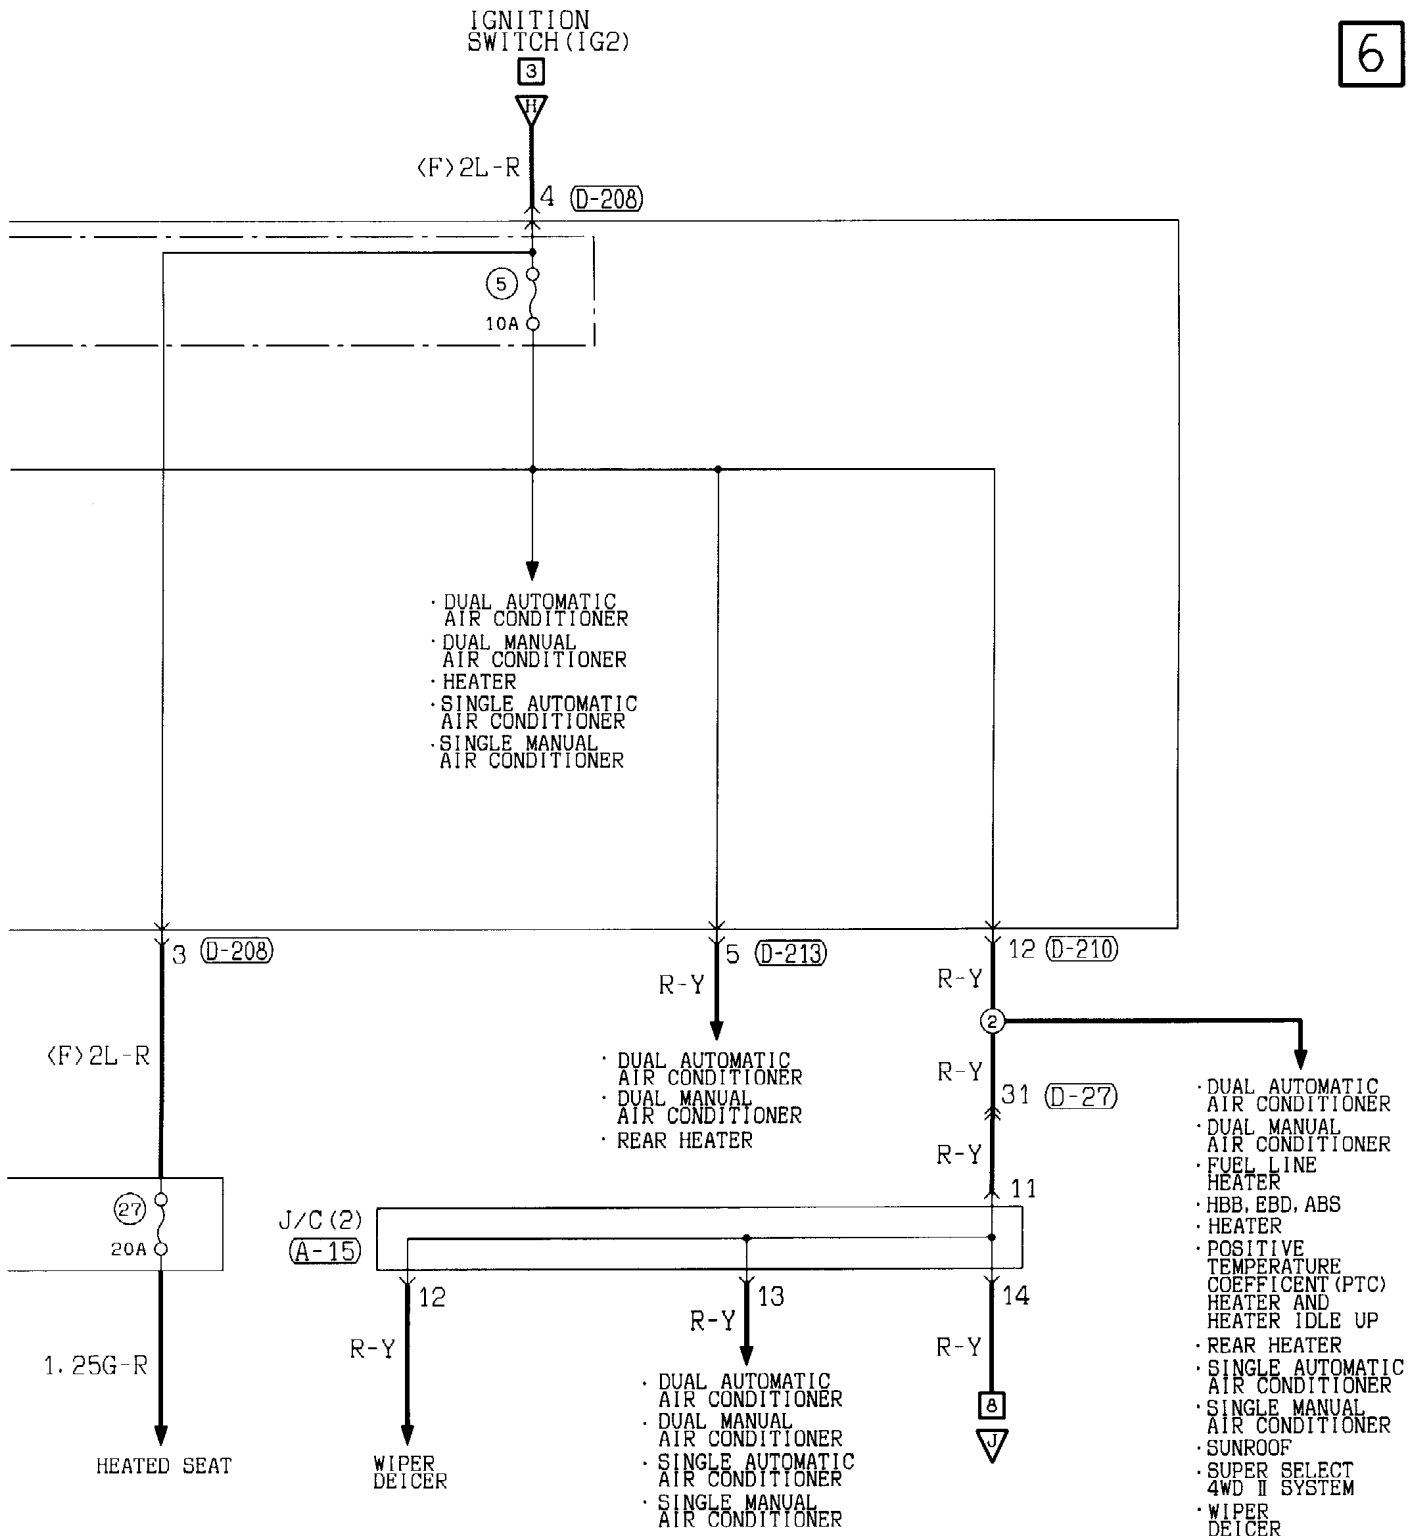 IGNITION
SWITCH(IG2)
6
3
H
<F>2L-R
4 (D-208)
5
10A
· DUAL AUTOMATIC
AIR CONDITIONER
· DUAL MANUAL
AIR CONDITIONER
· HEATER
· SINGLE AUTOMATIC
AIR CONDITIONER
· SINGLE MANUAL
AIR CONDITIONER
3 (D-208)
5 (D-213)
12 (D-210)
R-Y
R-Y
2
<F>2L-R
· DUAL AUTOMATIC
AIR CONDITIONER
· DUAL MANUAL
AIR CONDITIONER
· REAR HEATER
R-Y
31 (D-27)
R-Y
11
· DUAL AUTOMATIC
AIR CONDITIONER
· DUAL MANUAL
AIR CONDITIONER
· FUEL LINE
HEATER
· HBB, EBD, ABS
· HEATER
· POSITIVE
TEMPERATURE
COEFFICENT(PTC)
HEATER AND
HEATER IDLE UP
· REAR HEATER
· SINGLE AUTOMATIC
AIR CONDITIONER
· SINGLE MANUAL
AIR CONDITIONER
· SUNROOF
· SUPER SELECT
4WD II SYSTEM
· WIPER
DEICER
27
20A
J/C(2)
(A-15)
12
13
14
R-Y
R-Y
R-Y
1.25G-R
8
J
HEATED SEAT
WIPER
DEICER
· DUAL AUTOMATIC
AIR CONDITIONER
· DUAL MANUAL
AIR CONDITIONER
· SINGLE AUTOMATIC
AIR CONDITIONER
· SINGLE MANUAL
AIR CONDITIONER